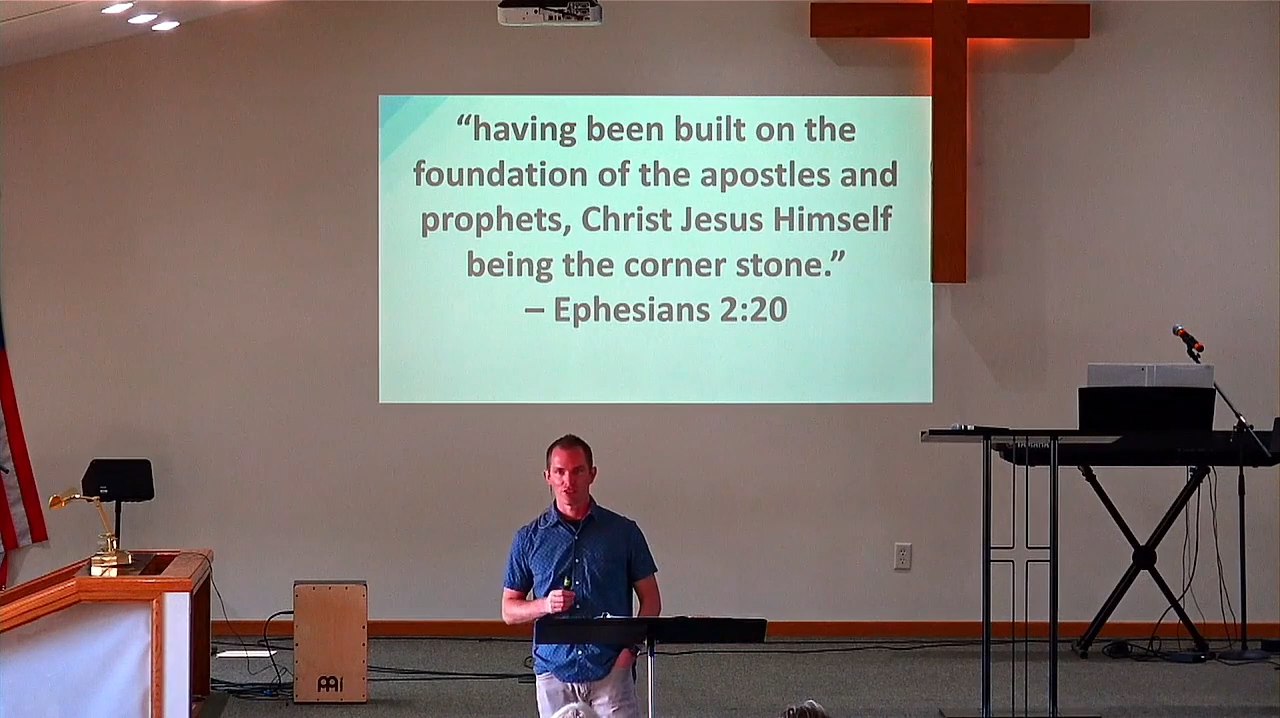 “having been built on the
foundation of the apostles and
prophets, Christ Jesus Himself
being the corner stone.”
– Ephesians 2:20